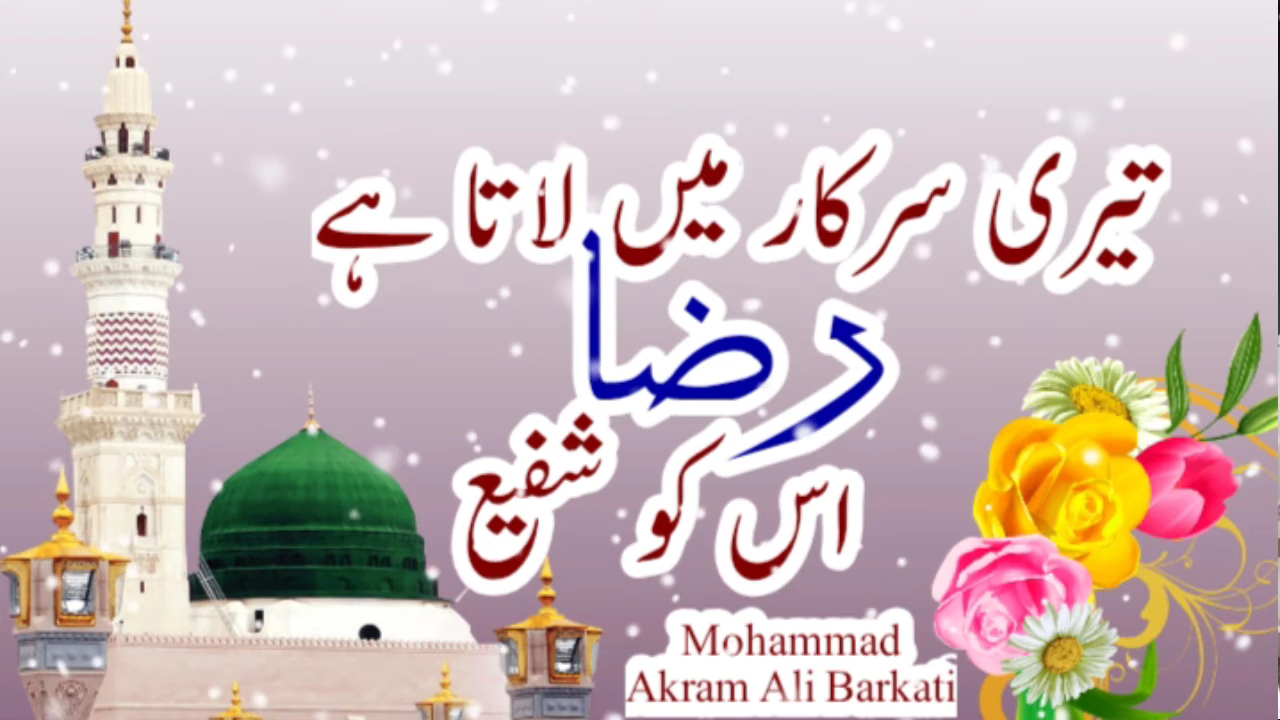 تیری سرکار میں لاتا ہے
رضا
اس کو شفیع
Mohammad
Akram Ali Barkati